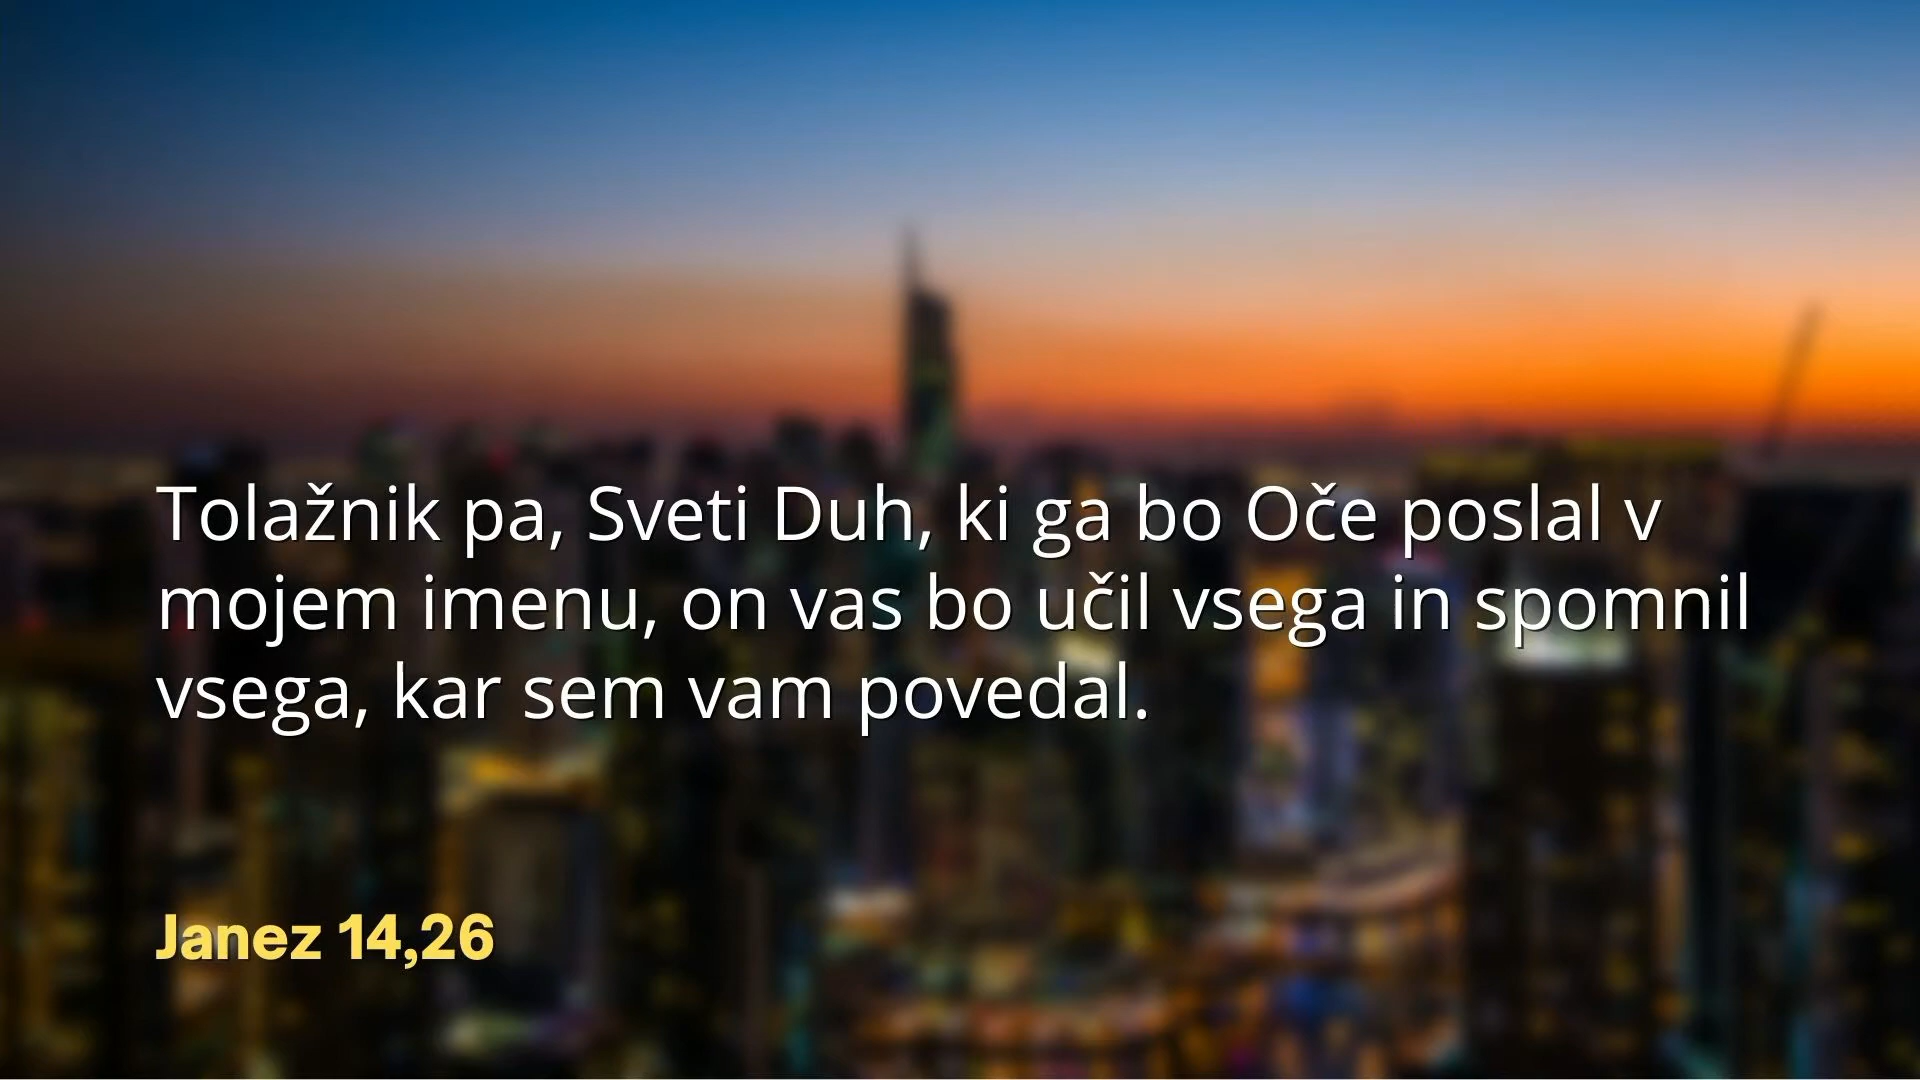 Tolažnik pa, Sveti Duh, ki ga bo Oče poslal v
mojem imenu, on vas bo učil vsega in spomnil
vsega, kar sem vam povedal.
Janez 14,26